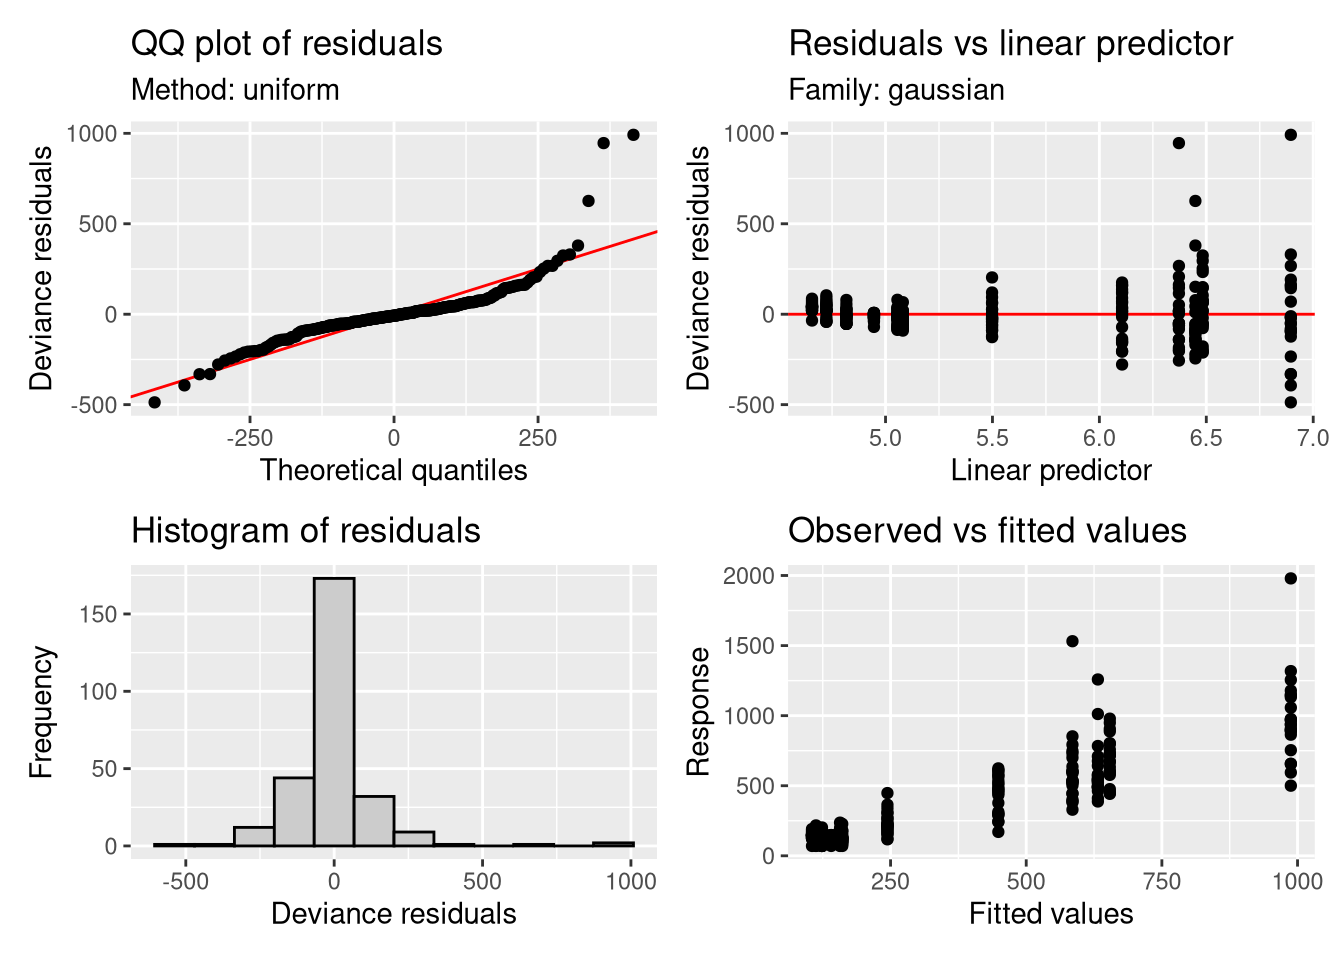 QQ plot of residuals
Method: uniform
1000
500
0
-500
Deviance residuals
-250
0
250
Theoretical quantiles
Residuals vs linear predictor
Family: gaussian
1000
500
0
-500
Deviance residuals
5.0
5.5
6.0
6.5
7.0
Linear predictor
Histogram of residuals
150
100
50
0
Frequency
-500
0
500
1000
Deviance residuals
Observed vs fitted values
2000
1500
1000
500
0
Response
250
500
750
1000
Fitted values